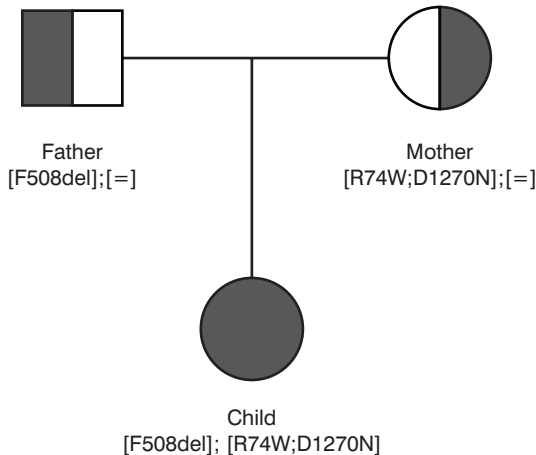 Father
[F508del];[=]
Mother
[R74W;D1270N];[=]
Child
[F508del]; [R74W;D1270N]